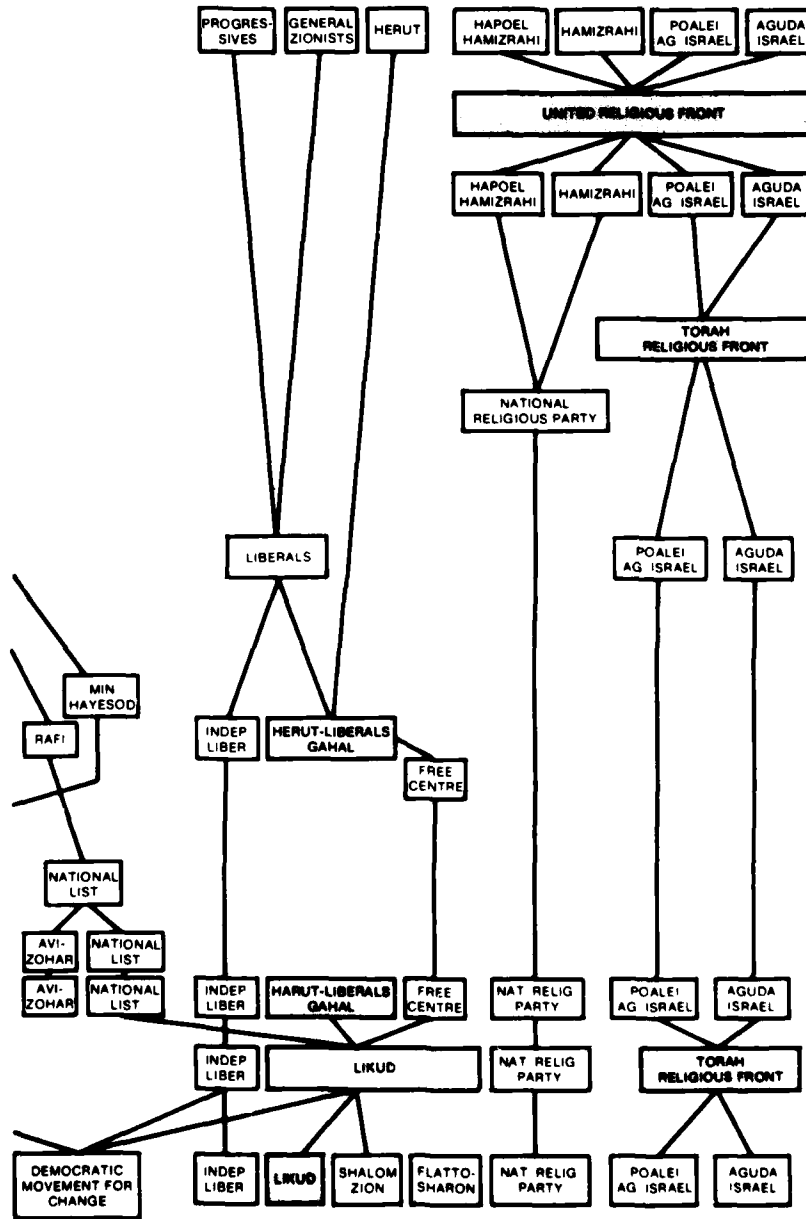 PROGRES-
SIVES
GENERAL
ZIONISTS
HERUT
HAPOEL
HAMIZRAHI
HAMIZRAHI
POALEI
AG ISRAEL
AGUDA
ISRAEL
UNITED RELIGIOUS FRONT
HAPOEL
HAMIZRAHI
HAMIZRAHI
POALEI
AG ISRAEL
AGUDA
ISRAEL
TORAH
RELIGIOUS FRONT
NATIONAL
RELIGIOUS PARTY
LIBERALS
POALEI
AG ISRAEL
AGUDA
ISRAEL
MIN
HAYESOD
RAFI
INDEP
LIBER
HERUT-LIBERALS
GAHAL
FREE
CENTRE
NATIONAL
LIST
AVI-
ZOHAR
NATIONAL
LIST
AVI-
ZOHAR
NATIONAL
LIST
INDEP
LIBER
HARUT-LIBERALS
GAHAL
FREE
CENTRE
NAT RELIG
PARTY
POALEI
AG ISRAEL
AGUDA
ISRAEL
INDEP
LIBER
LIKUD
NAT RELIG
PARTY
TORAH
RELIGIOUS FRONT
DEMOCRATIC
MOVEMENT FOR
CHANGE
INDEP
LIBER
LIKUD
SHALOM
ZION
FLATTO-
SHARON
NAT RELIG
PARTY
POALEI
AG ISRAEL
AGUDA
ISRAEL